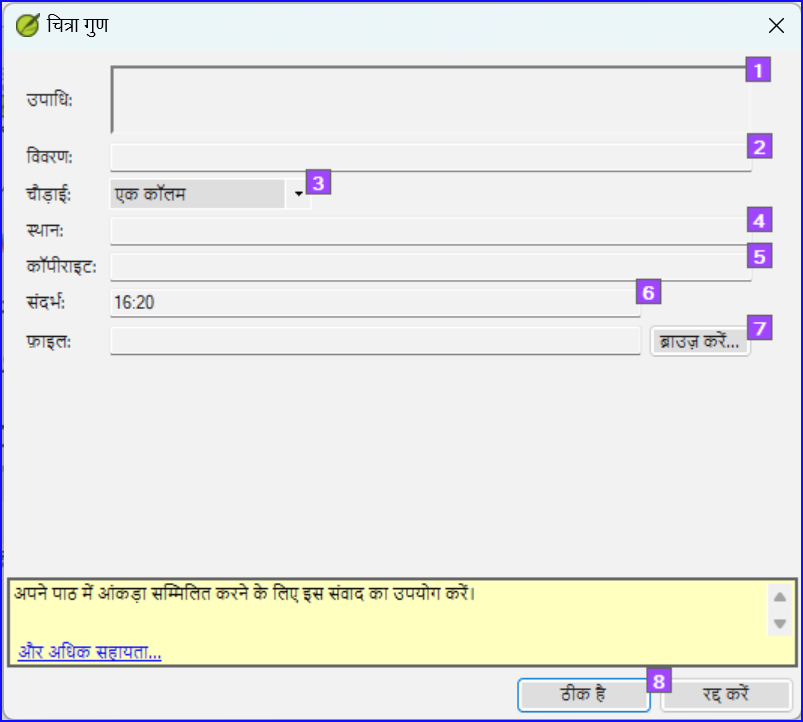 चित्रा गुण
1
उपाधि:
2
विवरण:
3
चौड़ाई: एक कॉलम
4
स्थान:
5
कॉपीराइट:
6
संदर्भ: 16:20
7
फ़ाइल: ब्राउज़ करें...
अपने पाठ में आंकड़ा सम्मिलित करने के लिए इस संवाद का उपयोग करें।
और अधिक सहायता...
8
ठीक है रद्द करें